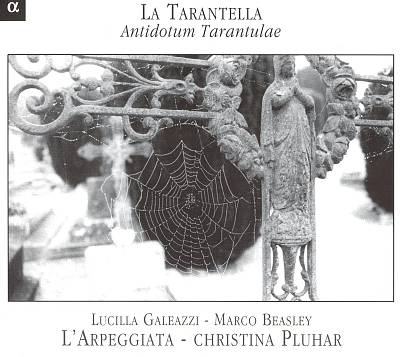 α
La Tarantella
Antidotum Tarantulae
Lucilla Galeazzi - Marco Beasley
L'Arpeggiata - christina Pluhar